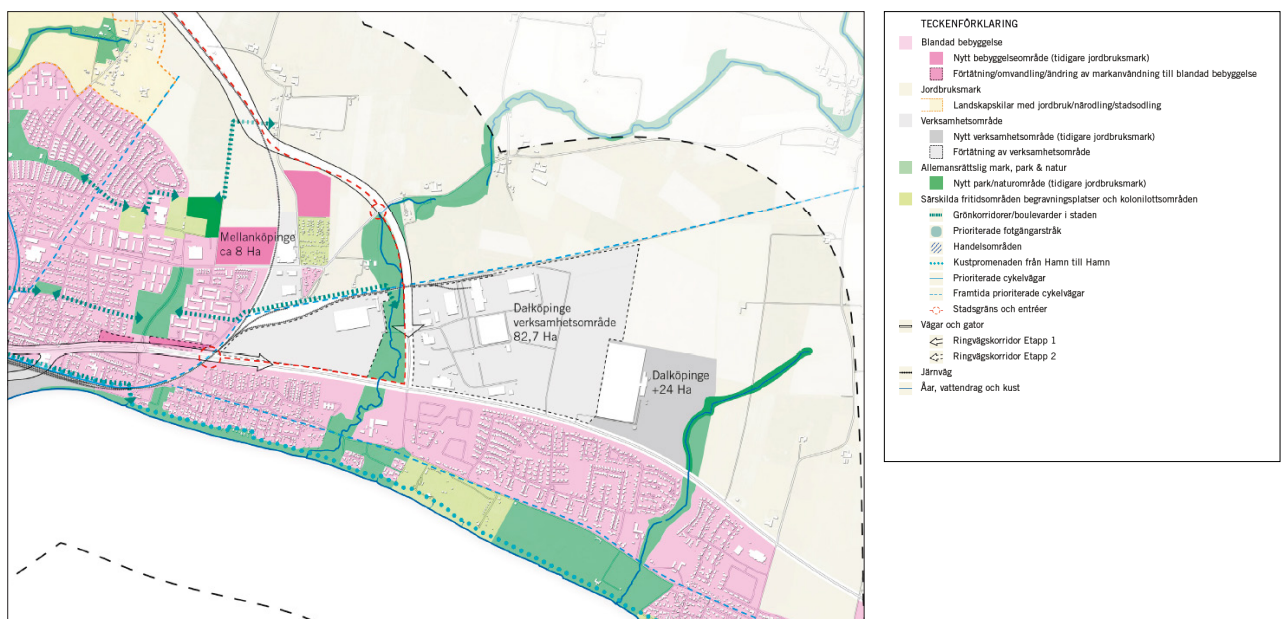 Mellanköpinge
ca 8 Ha
Dalköpinge
verksamhetsområde
82,7 Ha
Dalköpinge
+24 Ha
TECKENFÖRKLARING
Blandad bebyggelse
Nytt bebyggelseområde (tidigare jordbruksmark)
Förtätning/omvandling/ändring av markanvändning till blandad bebyggelse
Jordbruksmark
Landskapskilar med jordbruk/närodling/stadsodling
Verksamhetsområde
Nytt verksamhetsområde (tidigare jordbruksmark)
Förtätning av verksamhetsområde
Allemansrättslig mark, park & natur
Nytt park/naturområde (tidigare jordbruksmark)
Särskilda fritidsområden begravningsplatser och kolonilottsområden
Grönkorridorer/boulevarder i staden
Prioriterade fotgängarstråk
Handelsområden
Kustpromenaden från Hamn till Hamn
Prioriterade cykelvägar
Framtida prioriterade cykelvägar
Stadsgräns och entréer
Vägar och gator
Ringvägskorridor Etapp 1
Ringvägskorridor Etapp 2
Järnväg
Åar, vattendrag och kust